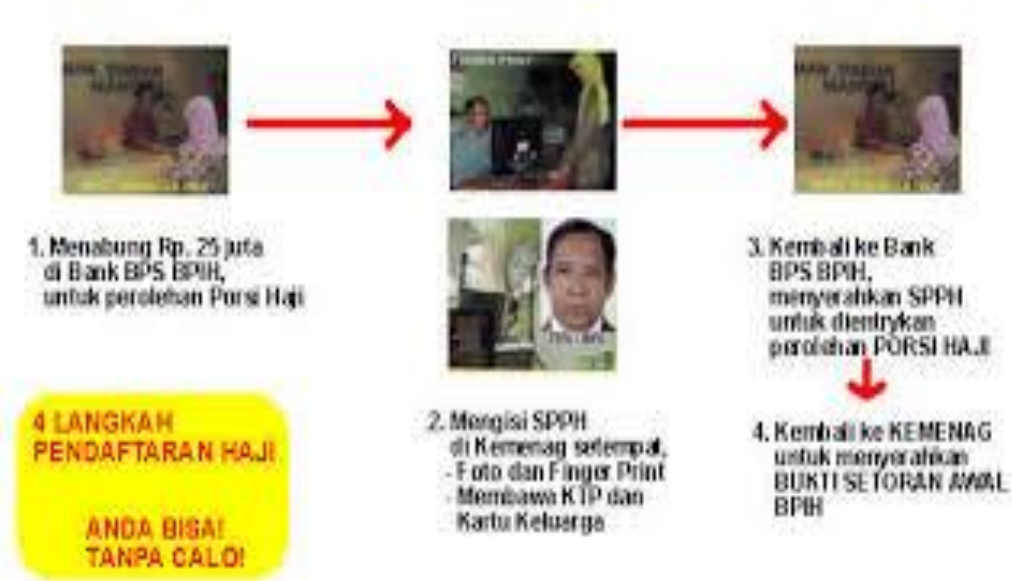 1. Menabung Rp. 25 juta
di Bank BPS BPIH,
untuk perolehan Porsi Haji
2. Mengisi SPPH
di Kemenag setempat,
- Foto dan Finger Print
- Membawa KTP dan
Kartu Keluarga
3. Kembali ke Bank
BPS BPIH,
menyerahkan SPPH
untuk dientrykan
perolehan PORSI HAJI
4. Kembali ke KEMENAG
untuk menyerahkan
BUKTI SETORAN AWAL
BPIH
4 LANGKAH
PENDAFTARAN HAJI
ANDA BISA!
TANPA CALO!